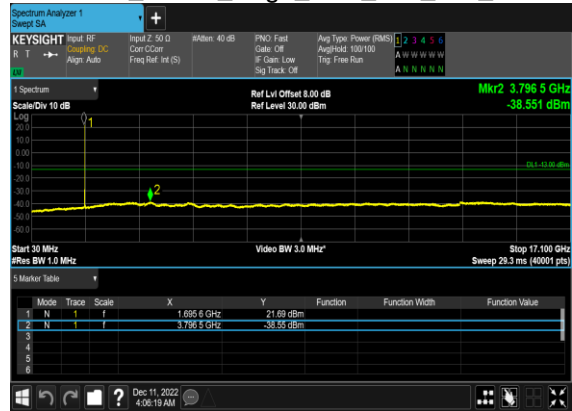 Spectrum Analyzer 1
Swept SA
+
KEYSIGHT Input: RF Input Z: 50 Ω #Atten: 40 dB PNO: Fast Avg Type: Power (RMS) 1 2 3 4 5 6
R T Coupling: DC Corr CCorr Gate: Off Avg|Hold: 100/100 A W W W W W
Align: Auto Freq Ref: Int (S) IF Gain: Low Trig: Free Run
Sig Track: Off A N N N N N
1 Spectrum Ref Lvl Offset 8.00 dB Mkr2 3.796 5 GHz
Scale/Div 10 dB Ref Level 30.00 dBm -38.551 dBm
Log
20.0
10.0
0.00
-10.0
-20.0
-30.0
-40.0
-50.0
-60.0
1
2
DL1 -13.00 dBm
Start 30 MHz Video BW 3.0 MHz* Stop 17.100 GHz
#Res BW 1.0 MHz Sweep 29.3 ms (40001 pts)
5 Marker Table
Mode Trace Scale X Y Function Function Width Function Value
1 N 1 f 1.695 6 GHz 21.69 dBm
2 N 1 f 3.796 5 GHz -38.55 dBm
3
4
5
6
? Dec 11, 2022
4:06:19 AM